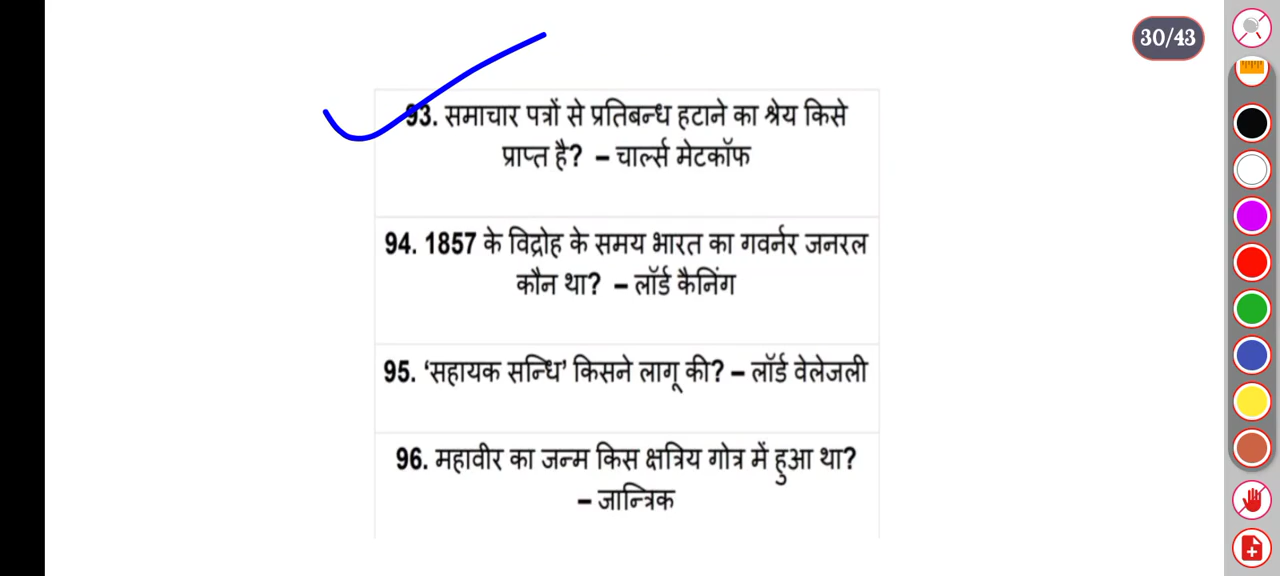 30/43
93. समाचार पत्रों से प्रतिबन्ध हटाने का श्रेय किसे
प्राप्त है? – चार्ल्स मेटकॉफ
94. 1857 के विद्रोह के समय भारत का गवर्नर जनरल
कौन था? – लॉर्ड कैनिंग
95. ‘सहायक सन्धि’ किसने लागू की? – लॉर्ड वेलेजली
96. महावीर का जन्म किस क्षत्रिय गोत्र में हुआ था?
– जान्त्रिक